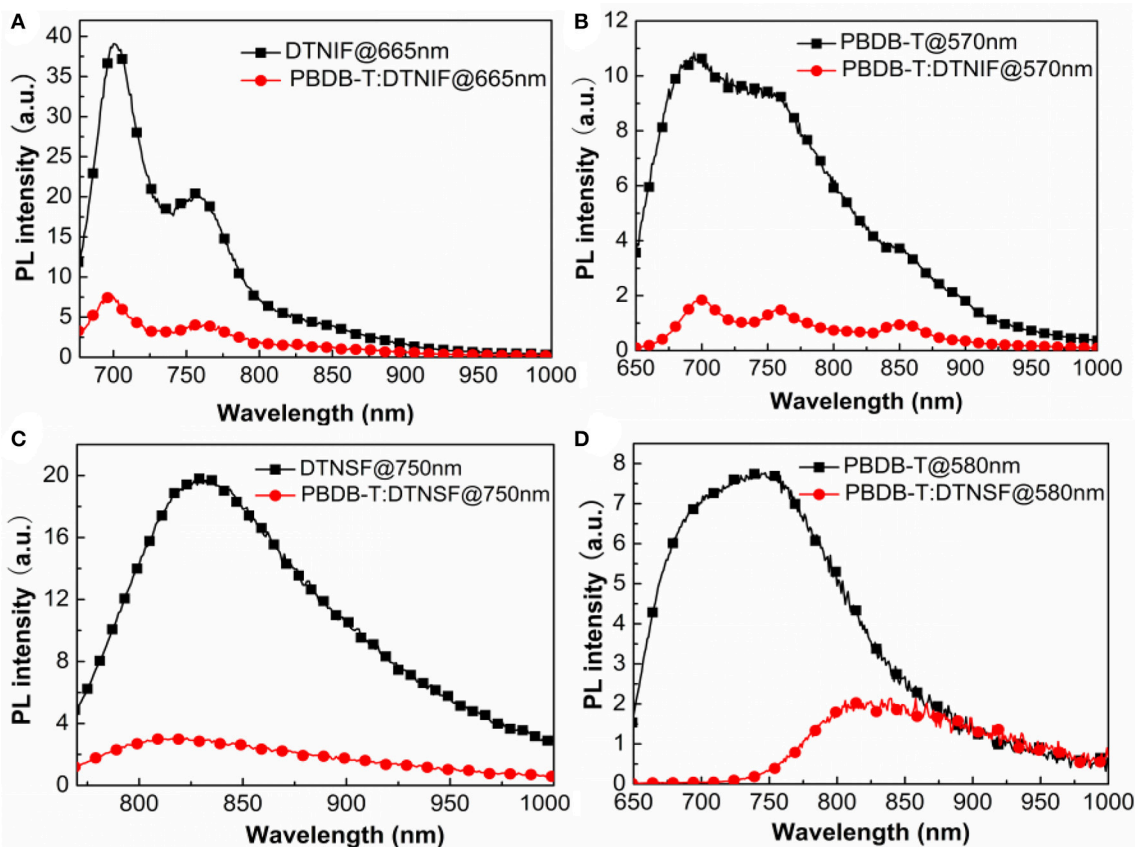 A
DTNIF@665nm
PBDB-T:DTNIF@665nm
PL intensity (a.u.)
40
35
30
25
20
15
10
5
0
700 750 800 850 900 950 1000
Wavelength (nm)
B
PBDB-T@570nm
PBDB-T:DTNIF@570nm
PL intensity (a.u.)
12
10
8
6
4
2
0
650 700 750 800 850 900 950 1000
Wavelength (nm)
C
DTNSF@750nm
PBDB-T:DTNSF@750nm
PL intensity (a.u.)
20
16
12
8
4
0
800 850 900 950 1000
Wavelength (nm)
D
PBDB-T@580nm
PBDB-T:DTNSF@580nm
PL intensity (a.u.)
8
7
6
5
4
3
2
1
0
650 700 750 800 850 900 950 1000
Wavelength (nm)